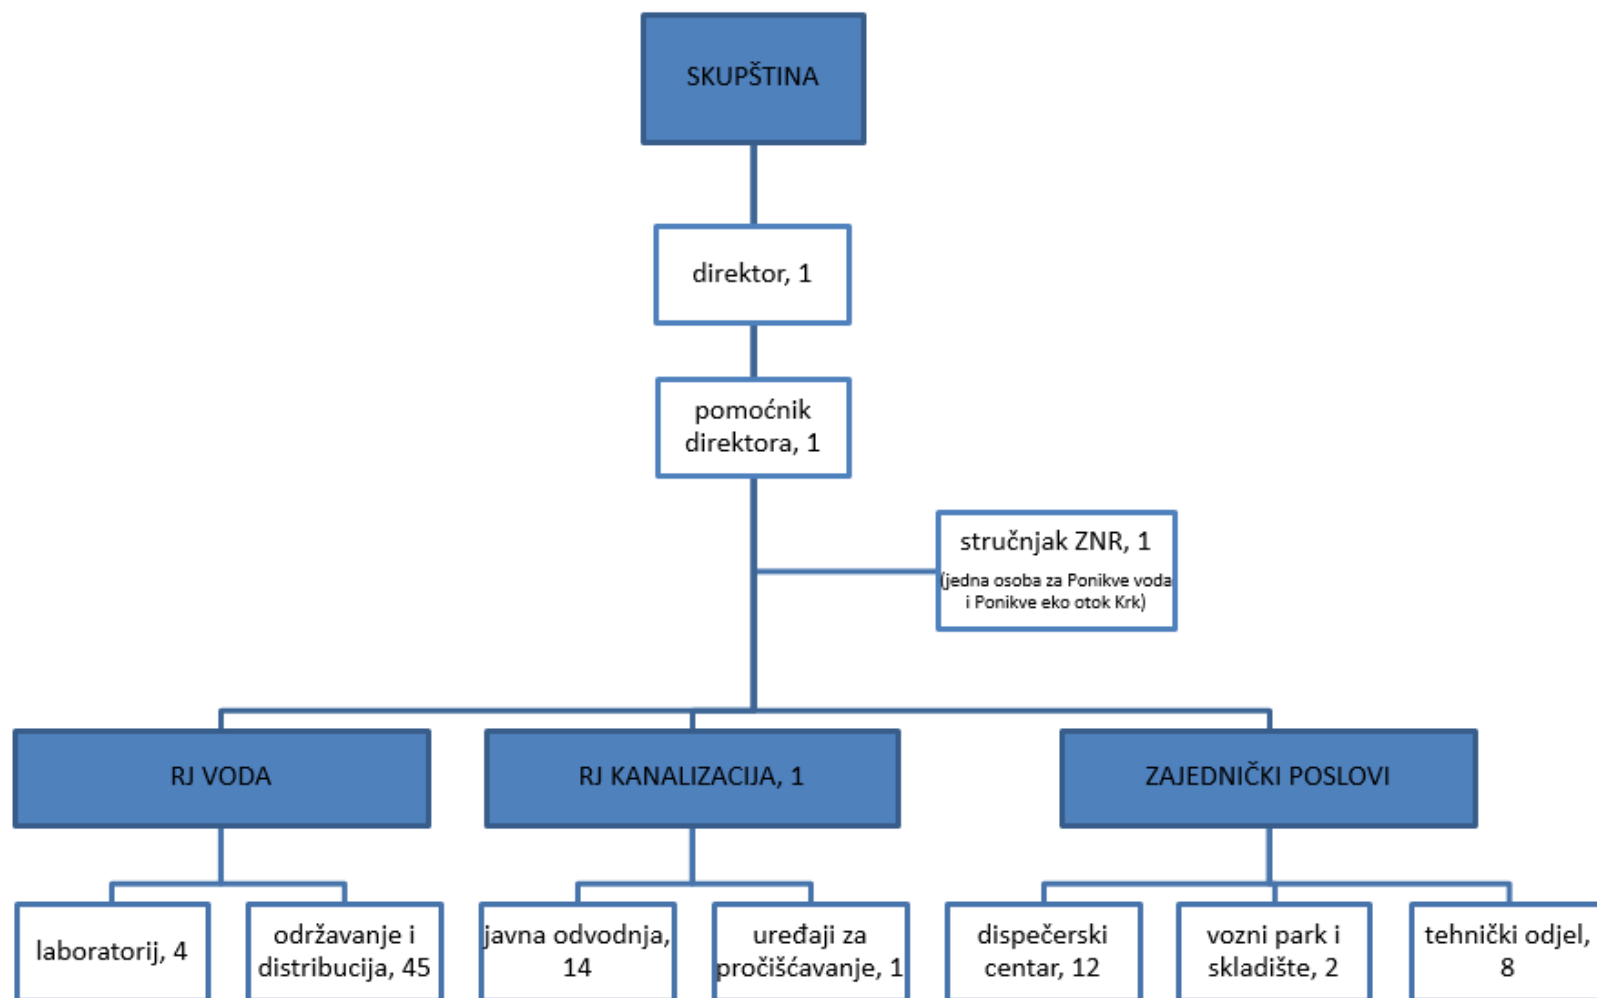 SKUPŠTINA
direktor, 1
pomoćnik
direktora, 1
stručnjak ZNR, 1
(jedna osoba za Ponikve voda
i Ponikve eko otok Krk)
RJ VODA
RJ KANALIZACIJA, 1
ZAJEDNIČKI POSLOVI
laboratorij, 4
održavanje i
distribucija, 45
javna odvodnja,
14
uređaji za
pročišćavanje, 1
dispečerski
centar, 12
vozni park i
skladište, 2
tehnički odjel,
8